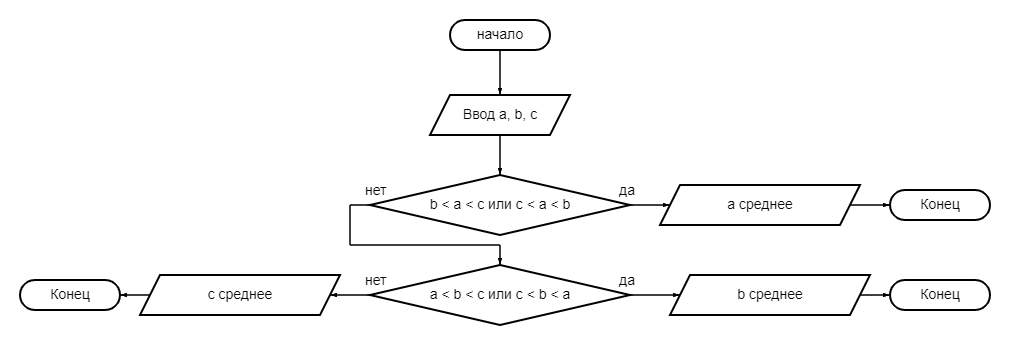 начало
Ввод a, b, c
нет
да
b < a < c или c < a < b
a среднее
Конец
нет
да
Конец
c среднее
a < b < c или c < b < a
b среднее
Конец